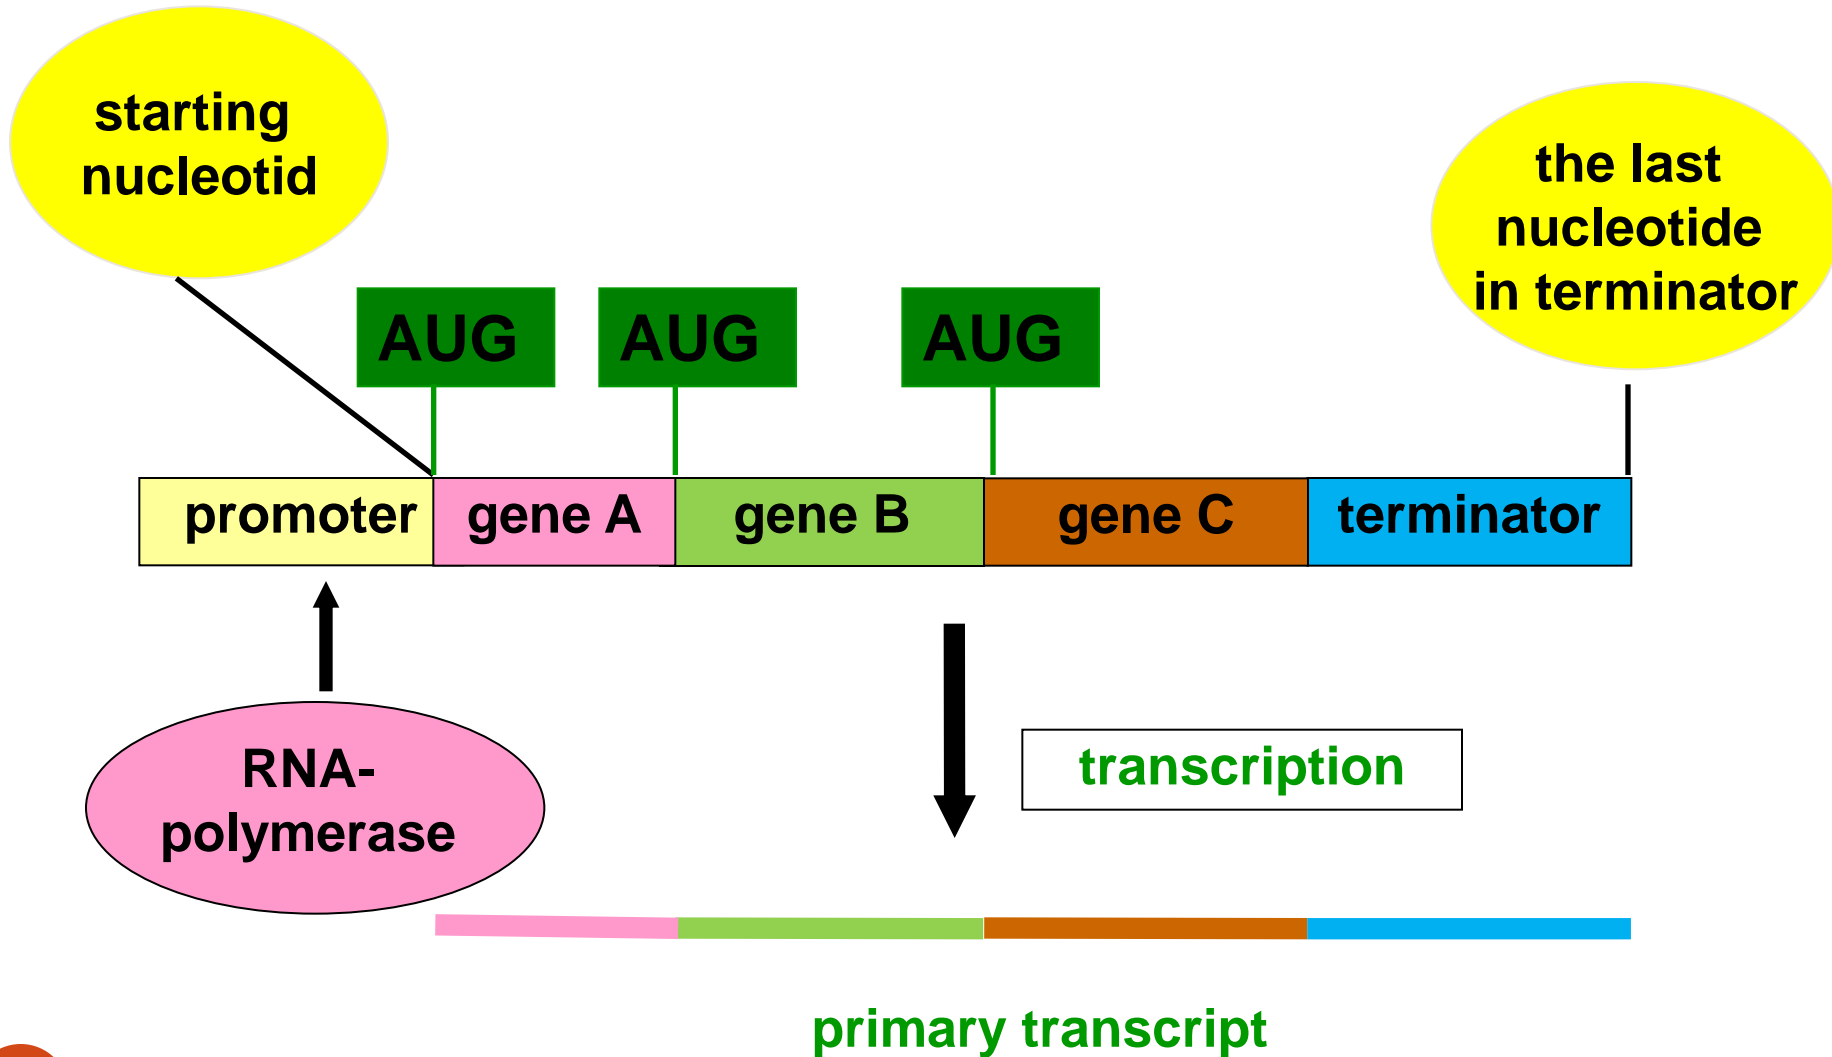 starting
nucleotid
the last
nucleotide
in terminator
AUG AUG AUG
promoter gene A gene B gene C terminator
RNA-
polymerase
transcription
primary transcript